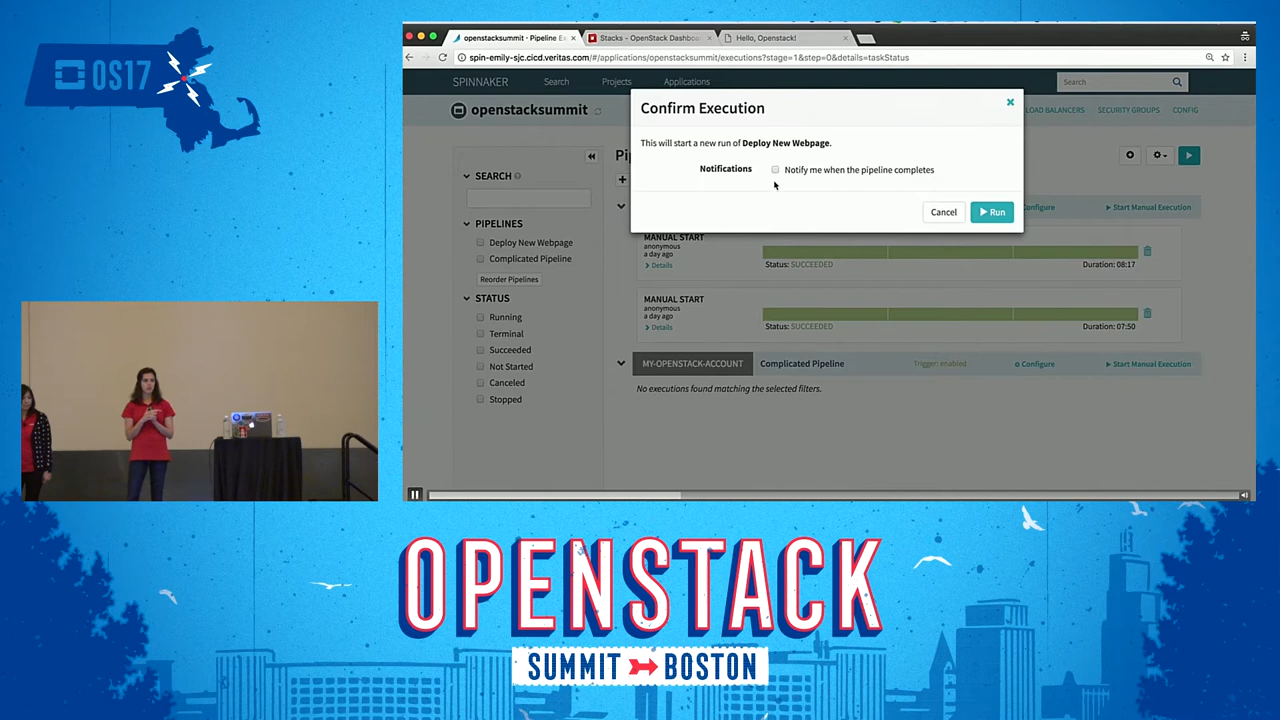 OS17
openstacksummit · Pipeline Ex
Stacks - OpenStack Dashboa
Hello, Openstack!
spin-emily-sjc.cicd.veritas.com/#/applications/openstacksummit/executions?stage=1&step=0&details=taskStatus
SPINNAKER
Search
Projects
Applications
Search
openstacksummit
LOAD BALANCERS
SECURITY GROUPS
CONFIG
Confirm Execution
This will start a new run of Deploy New Webpage.
Notifications
Notify me when the pipeline completes
Cancel
Run
SEARCH
PIPELINES
Deploy New Webpage
Complicated Pipeline
Reorder Pipelines
STATUS
Running
Terminal
Succeeded
Not Started
Canceled
Stopped
Pi
onfigure
Start Manual Execution
MANUAL START
anonymous
a day ago
Details
Status: SUCCEEDED
Duration: 08:17
MANUAL START
anonymous
a day ago
Details
Status: SUCCEEDED
Duration: 07:50
MY-OPENSTACK-ACCOUNT
Complicated Pipeline
Trigger: enabled
Configure
Start Manual Execution
No executions found matching the selected filters.
OPENSTACK
SUMMIT BOSTON